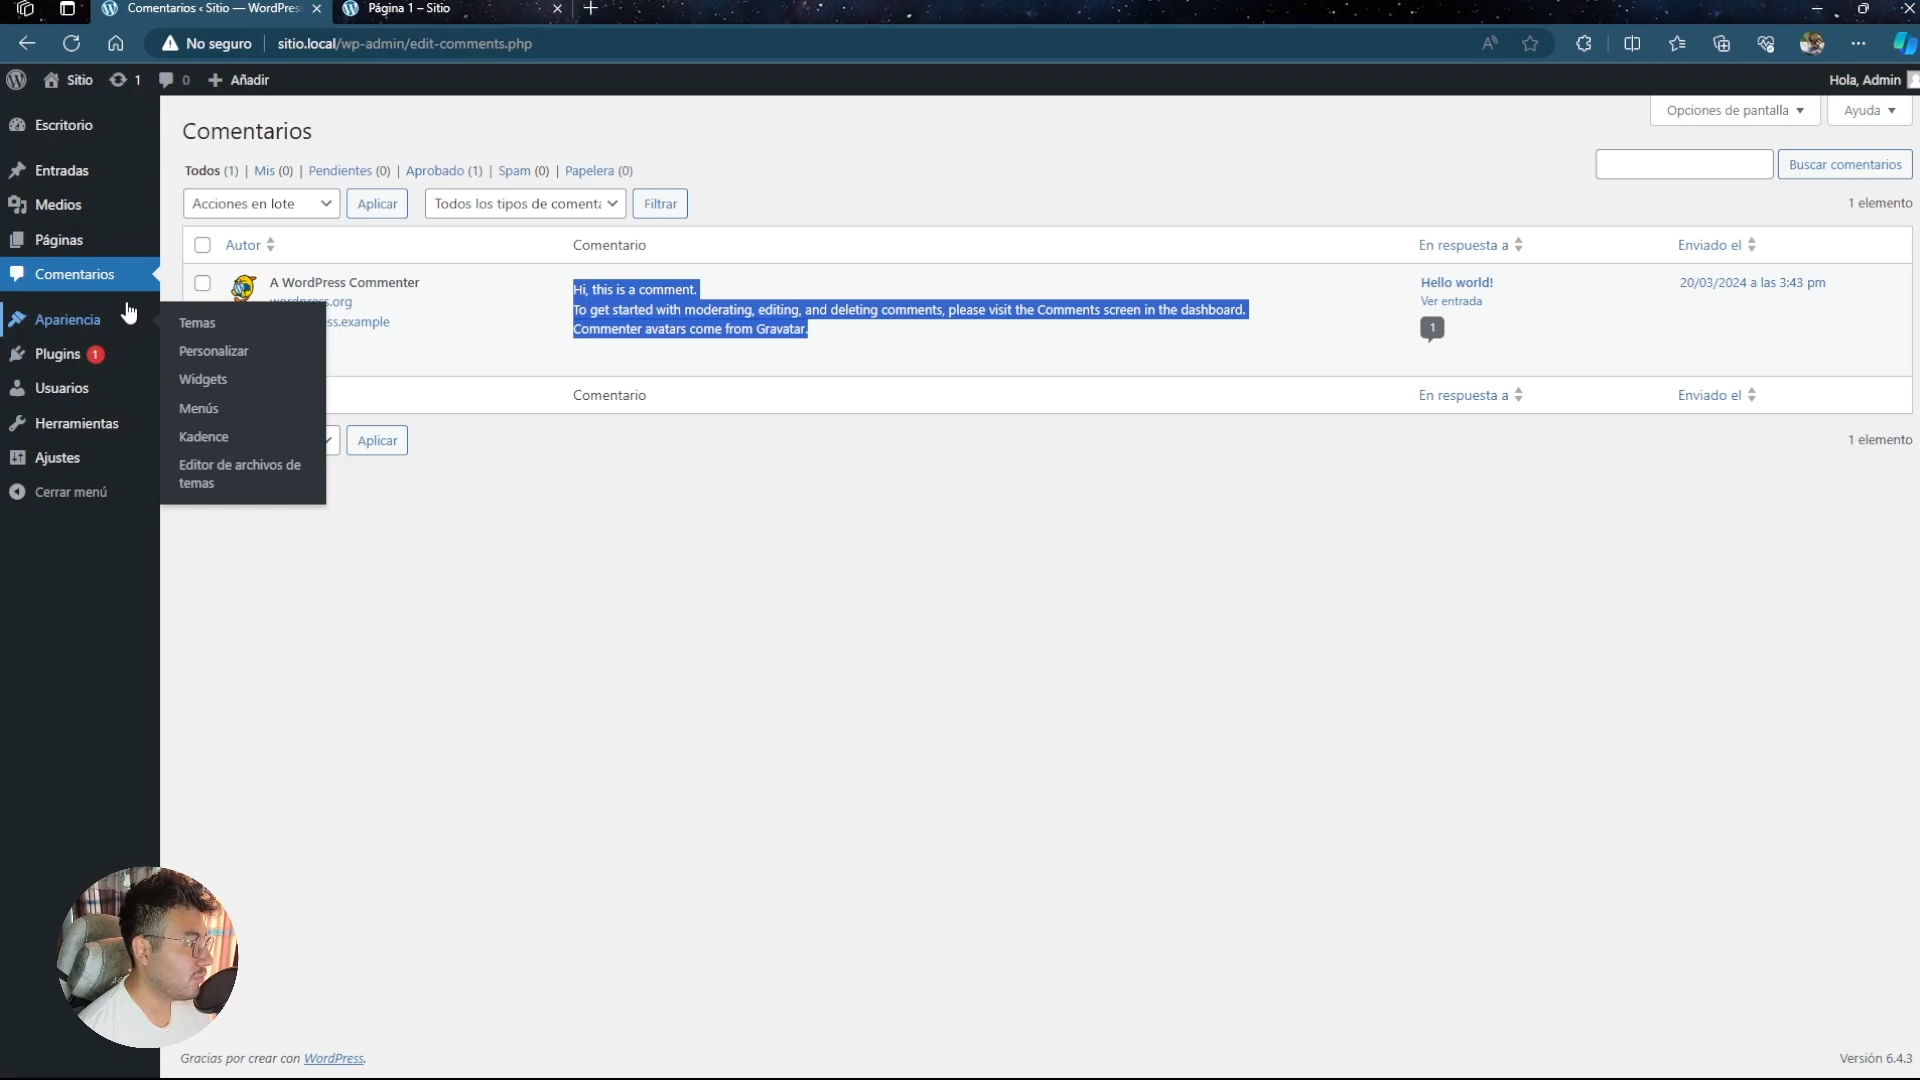 Comentarios ‹ Sitio — WordPres
Página 1 – Sitio
No seguro
sitio.local/wp-admin/edit-comments.php
Sitio
1
0
Añadir
Hola, Admin
Escritorio
Entradas
Medios
Páginas
Comentarios
Apariencia
Plugins 1
Usuarios
Herramientas
Ajustes
Cerrar menú
Temas
Personalizar
Widgets
Menús
Kadence
Editor de archivos de
temas
Opciones de pantalla
Ayuda
Comentarios
Todos (1) | Mis (0) | Pendientes (0) | Aprobado (1) | Spam (0) | Papelera (0)
Buscar comentarios
Acciones en lote
Aplicar
Todos los tipos de comenta
Filtrar
1 elemento
Autor
Comentario
En respuesta a
Enviado el
A WordPress Commenter
wordpress.org
ss.example
Hi, this is a comment.
To get started with moderating, editing, and deleting comments, please visit the Comments screen in the dashboard.
Commenter avatars come from Gravatar.
Hello world!
Ver entrada
1
20/03/2024 a las 3:43 pm
Comentario
En respuesta a
Enviado el
Aplicar
1 elemento
Gracias por crear con WordPress.
Versión 6.4.3